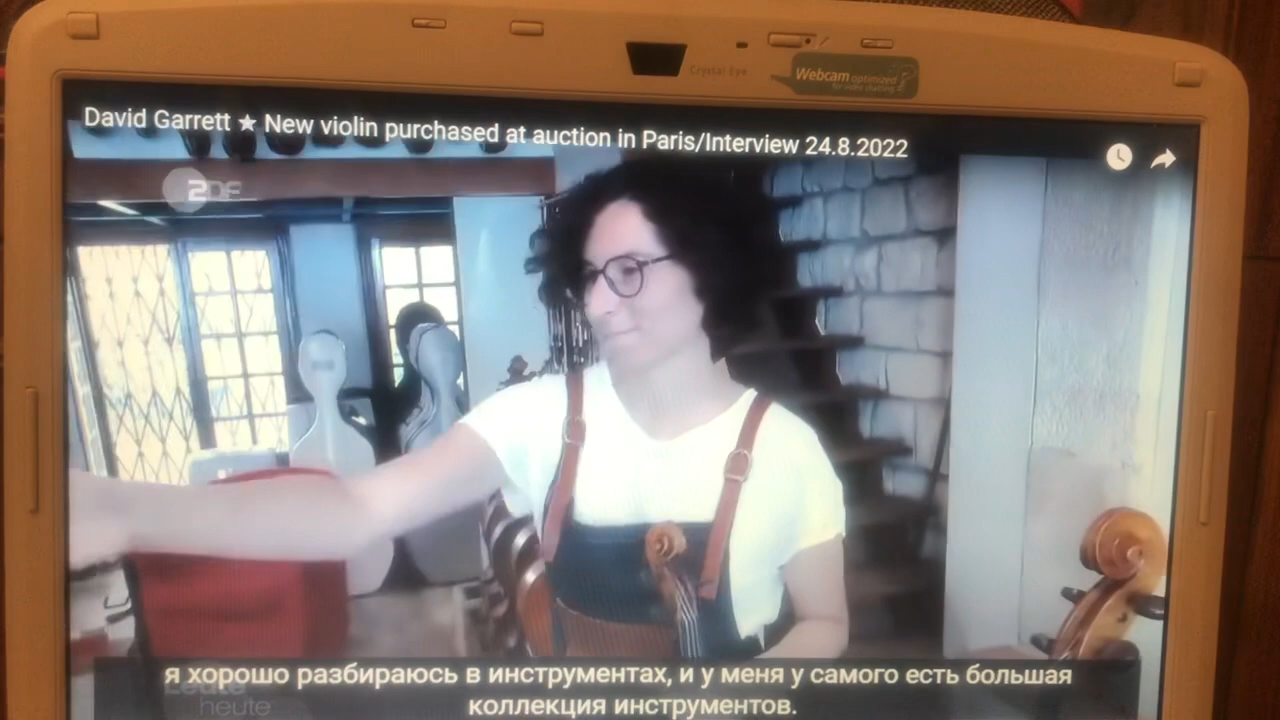 Crystal Eye
Webcam optimized
for video chatting
David Garrett ★ New violin purchased at auction in Paris/Interview 24.8.2022
ZDF
я хорошо разбираюсь в инструментах, и у меня у самого есть большая
коллекция инструментов.
Leute
heute